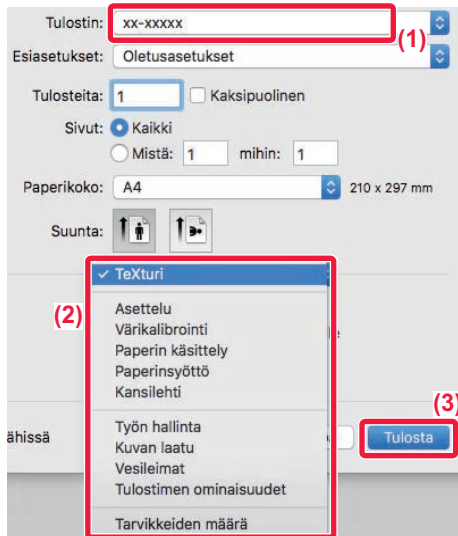 Tulostin: xx-xxxxx (1)
Esiasetukset: Oletusasetukset
Tulosteita: 1 Kaksipuolinen
Sivut: Kaikki
Mistä: 1 mihin: 1
Paperikoko: A4 210 x 297 mm
Suunta:
✓ TeXturi
(2)
Asettelu
Värikalibrointi
Paperin käsittely
Paperinsyöttö
Kansilehti
(3)
Työn hallinta
ähissä Kuvan laatu Tulosta
Vesileimat
Tulostimen ominaisuudet
Tarvikkeiden määrä